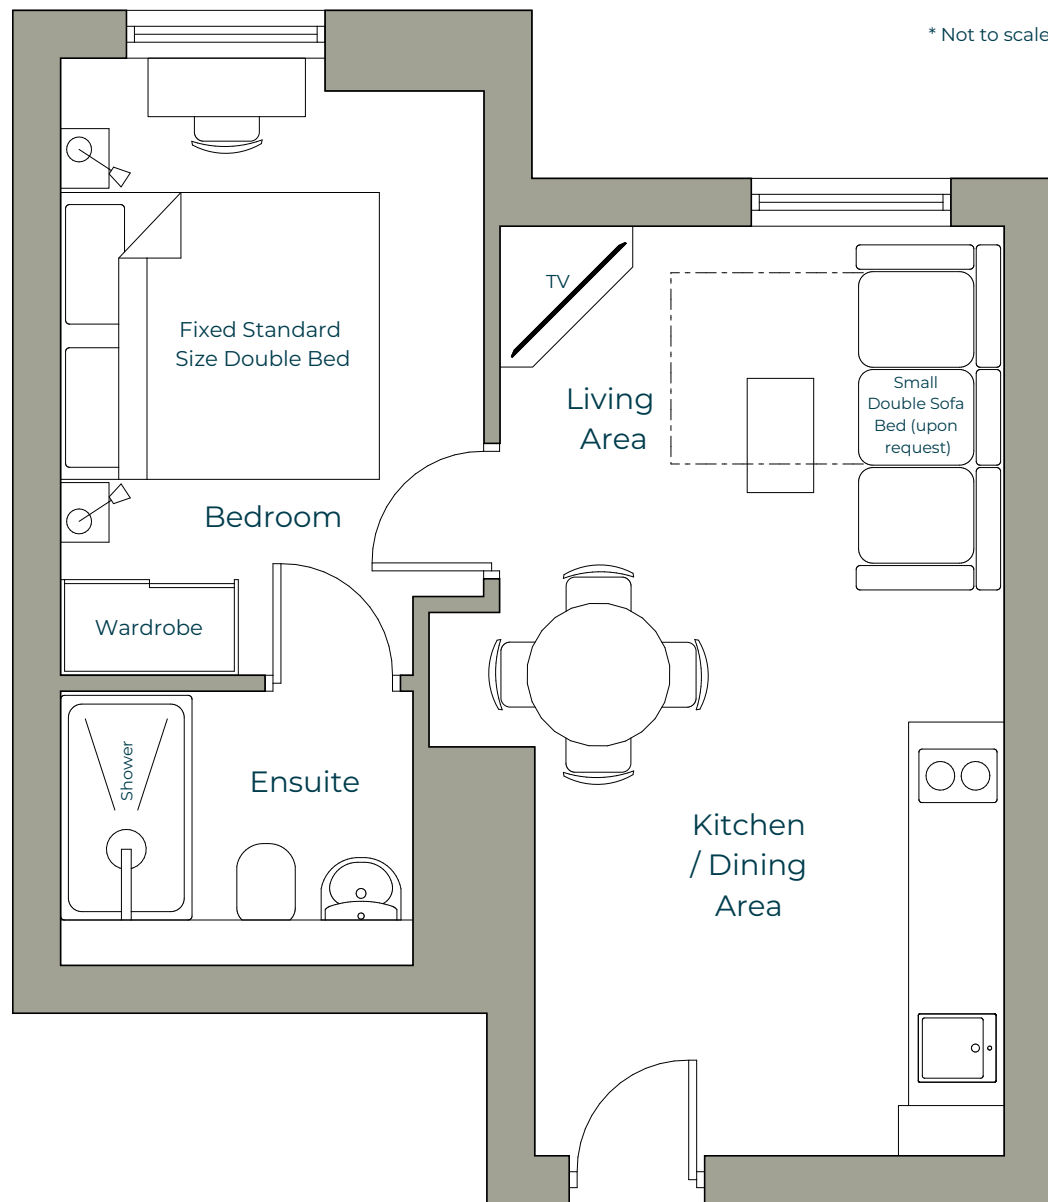 * Not to scale
TV
Fixed Standard
Size Double Bed
Small
Double Sofa
Bed (upon
request)
Living
Area
Bedroom
Wardrobe
Shower
Ensuite
Kitchen
/ Dining
Area